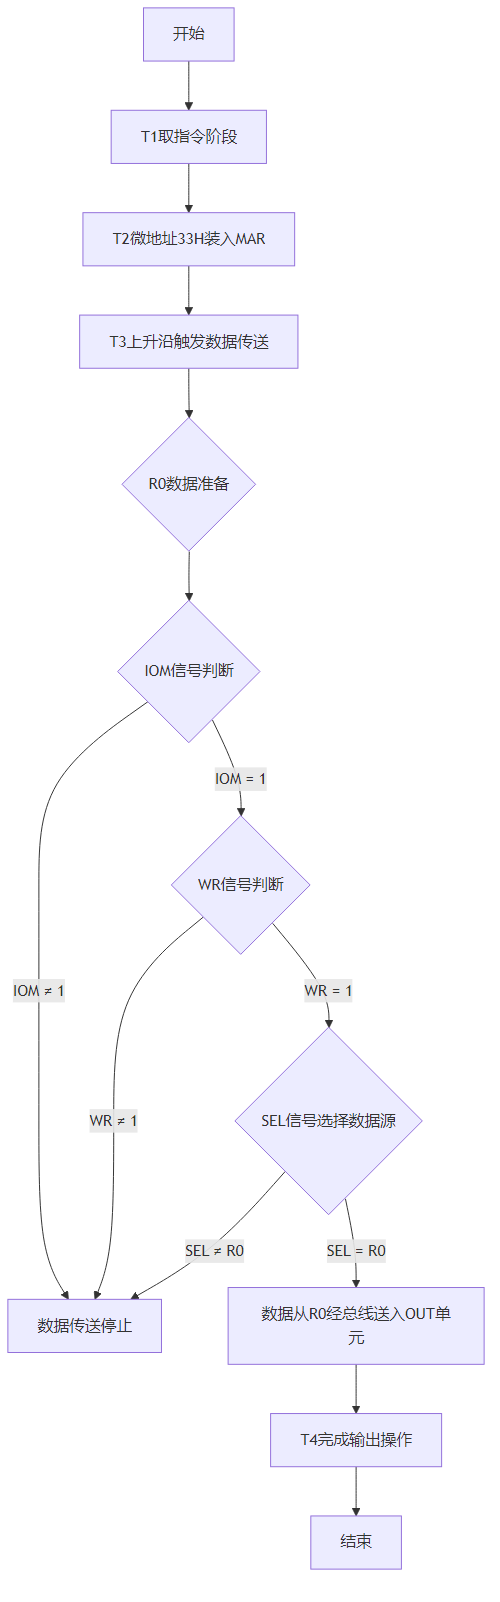 开始
T1取指令阶段
T2微地址33H装入MAR
T3上升沿触发数据传送
R0数据准备
IOM信号判断
IOM = 1
WR信号判断
IOM ≠ 1
WR = 1
WR ≠ 1
SEL信号选择数据源
SEL ≠ R0
SEL = R0
数据传送停止
数据从R0经总线送入OUT单
元
T4完成输出操作
结束